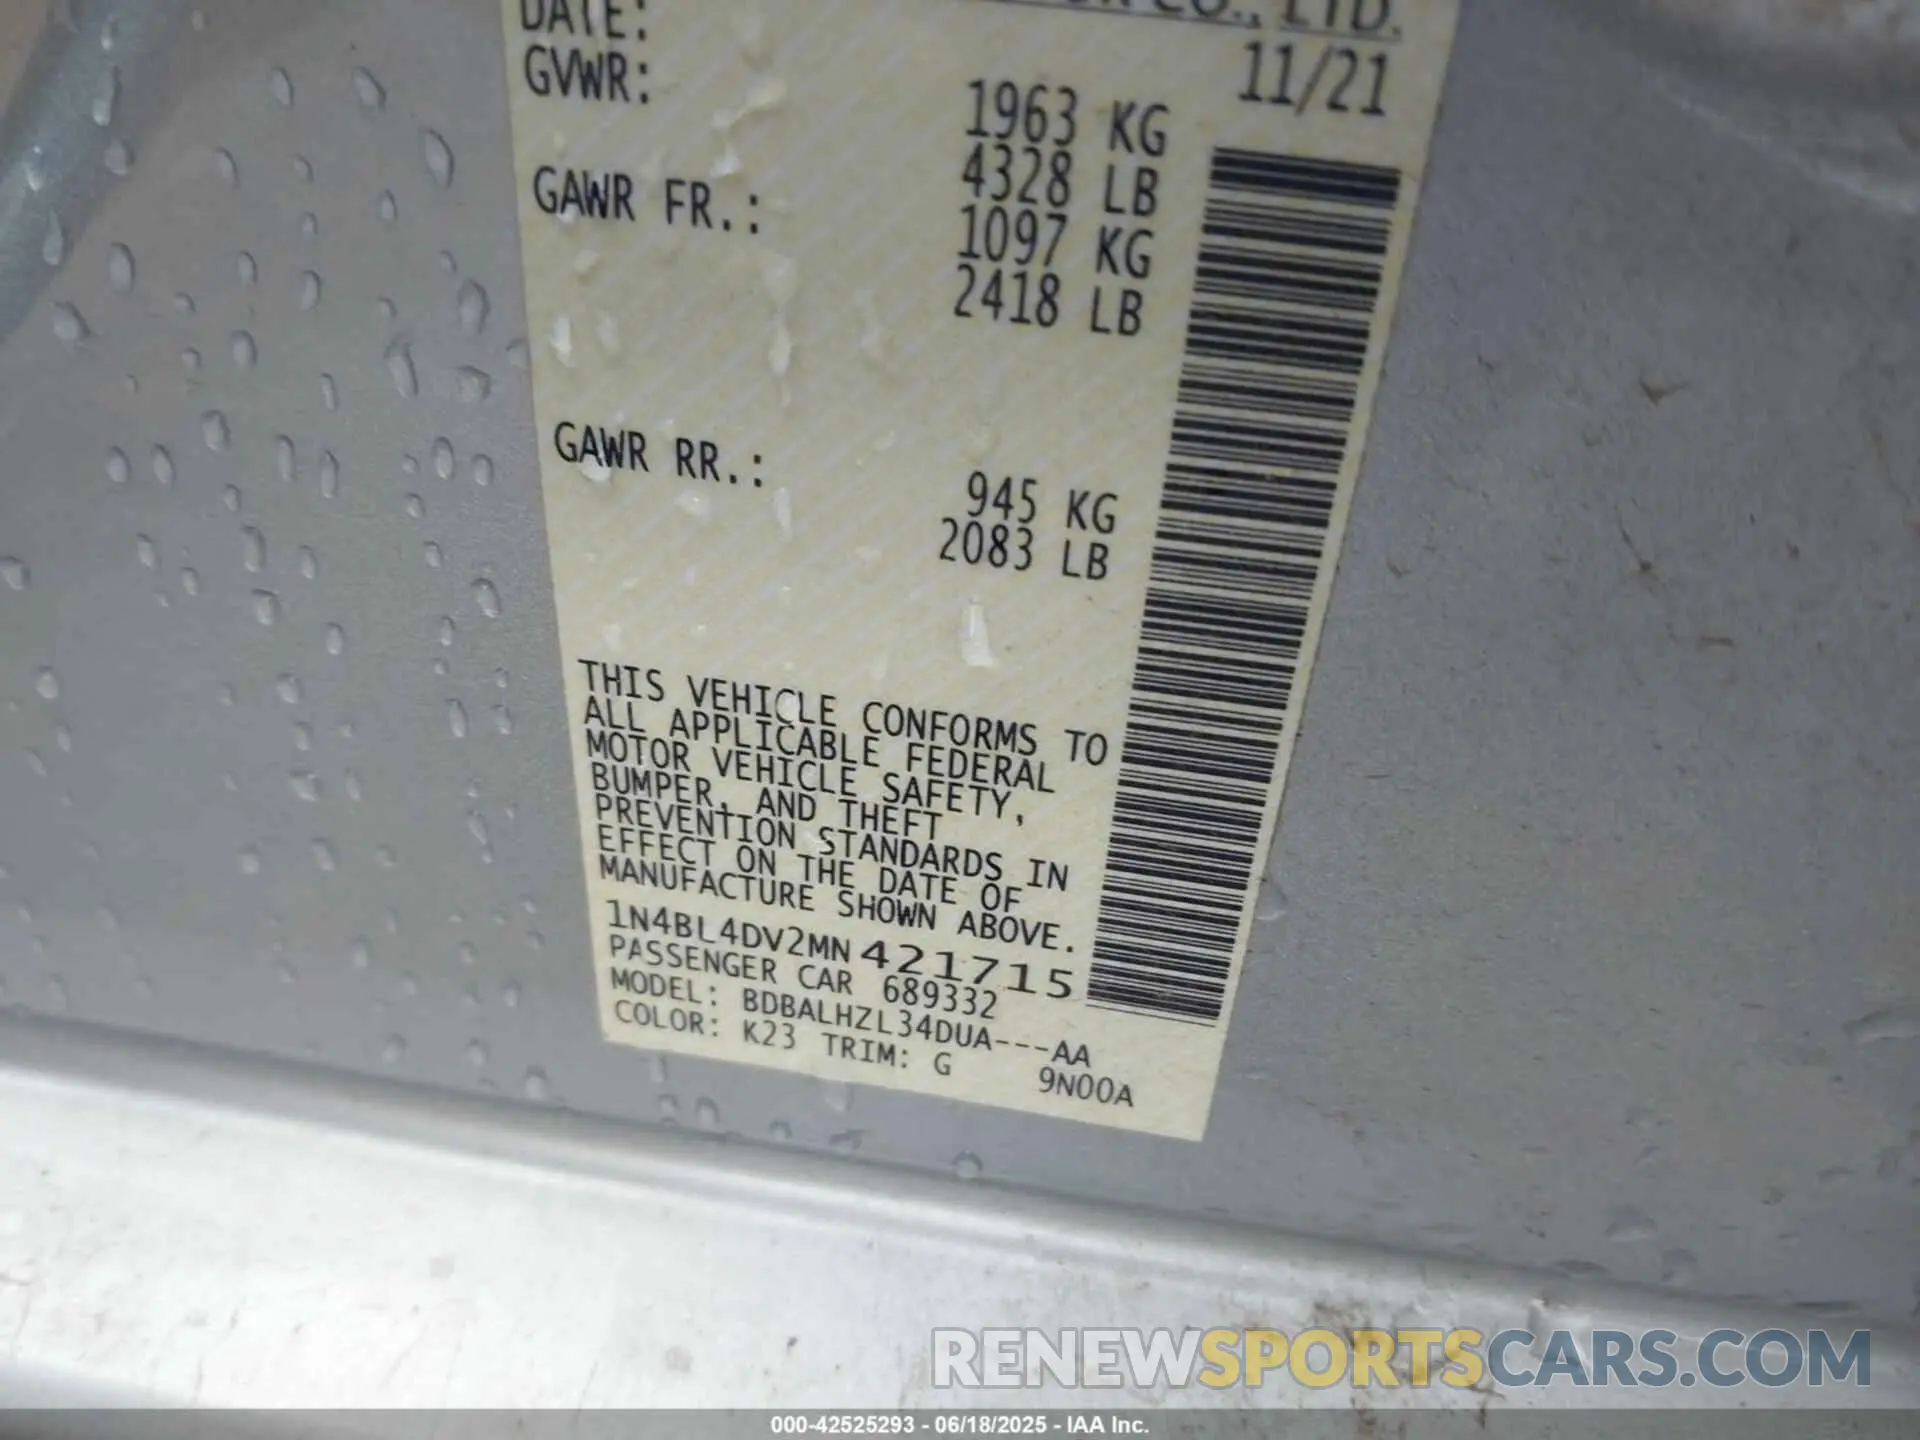 DATE: 11/21
CO., LTD.
GVWR: 1963 KG
4328 LB
GAWR FR.: 1097 KG
2418 LB
GAWR RR.: 945 KG
2083 LB
THIS VEHICLE CONFORMS TO
ALL APPLICABLE FEDERAL
MOTOR VEHICLE SAFETY,
BUMPER, AND THEFT
PREVENTION STANDARDS IN
EFFECT ON THE DATE OF
MANUFACTURE SHOWN ABOVE.
1N4BL4DV2MN421715
PASSENGER CAR 689332
MODEL: BDBALHZL34DUA---AA
COLOR: K23 TRIM: G 9N00A
RENEWSPORTSCARS.COM
000-42525293 - 06/18/2025 - IAA Inc.